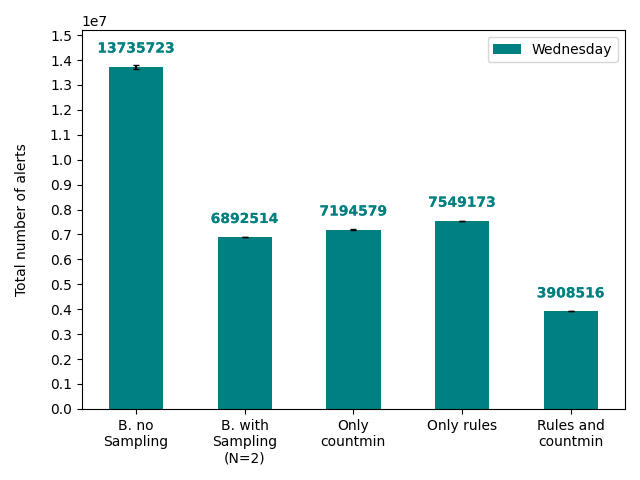 1e7
1.5
1.4
1.3
1.2
1.1
1.0
0.9
0.8
0.7
0.6
0.5
0.4
0.3
0.2
0.1
0.0
Total number of alerts
Wednesday
13735723
6892514
7194579
7549173
3908516
B. no
Sampling
B. with
Sampling
(N=2)
Only
countmin
Only rules
Rules and
countmin